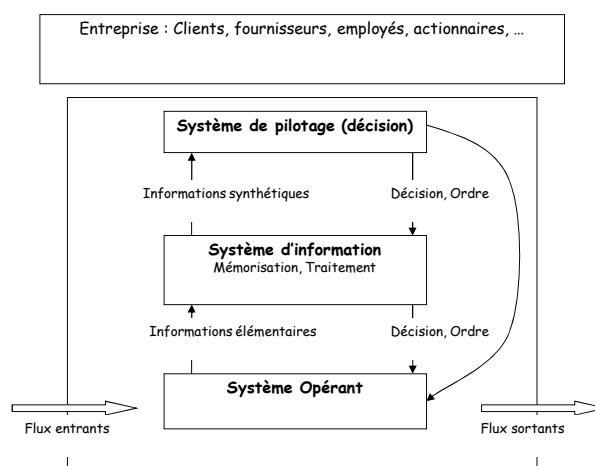 Entreprise : Clients, fournisseurs, employés, actionnaires, …
Système de pilotage (décision)
Informations synthétiques
Décision, Ordre
Système d'information
Mémorisation, Traitement
Informations élémentaires
Décision, Ordre
Système Opérant
Flux entrants
Flux sortants